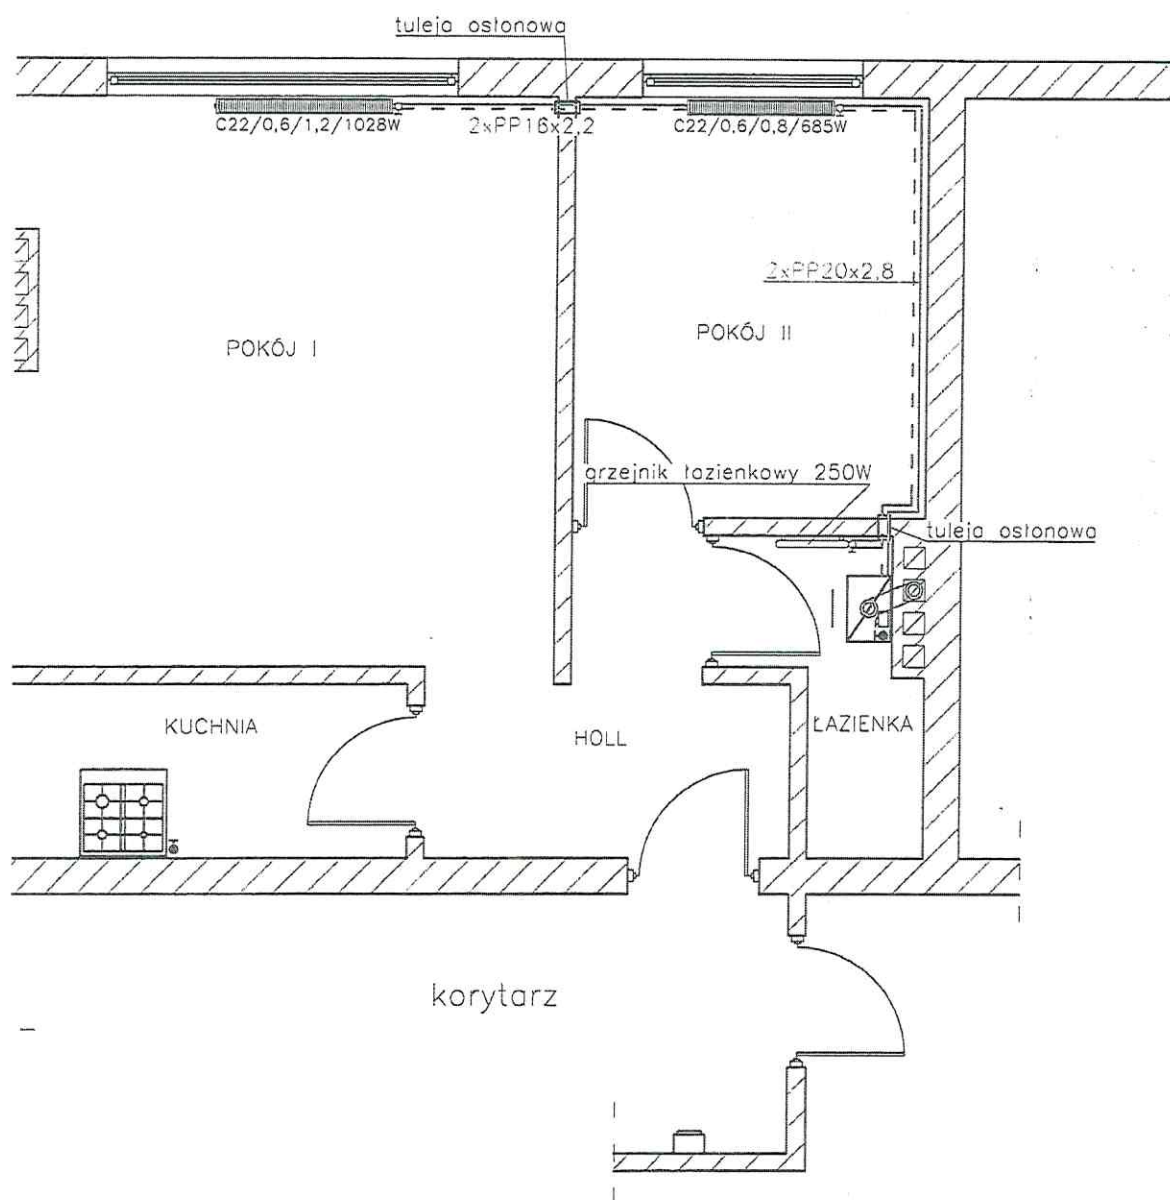 tuleja osłonowa
C22/0,6/1,2/1028W
2xPP16x2,2
C22/0,6/0,8/685W
2xPP20x2,8
POKÓJ I
POKÓJ II
grzejnik łazienkowy 250W
tuleja osłonowa
KUCHNIA
HOLL
ŁAZIENKA
korytarz